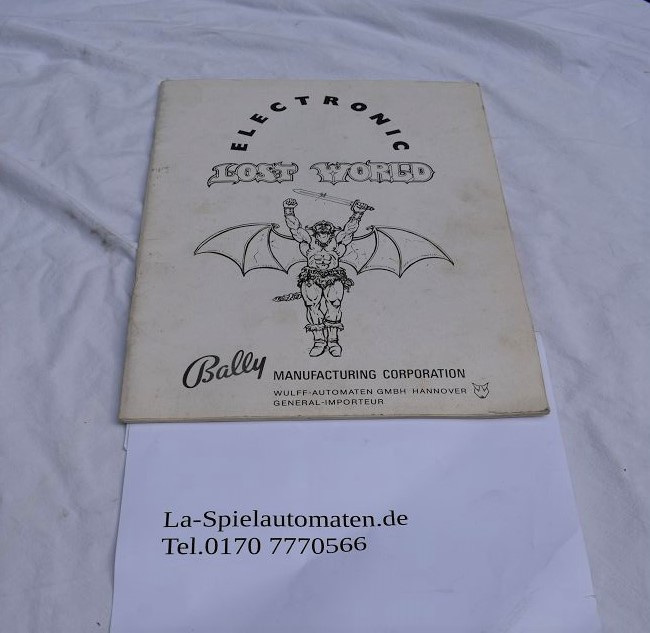 ELECTRONIC
LOST WORLD
Bally MANUFACTURING CORPORATION
WULFF-AUTOMATEN GMBH HANNOVER
GENERAL-IMPORTEUR
La-Spielautomaten.de
Tel.0170 7770566